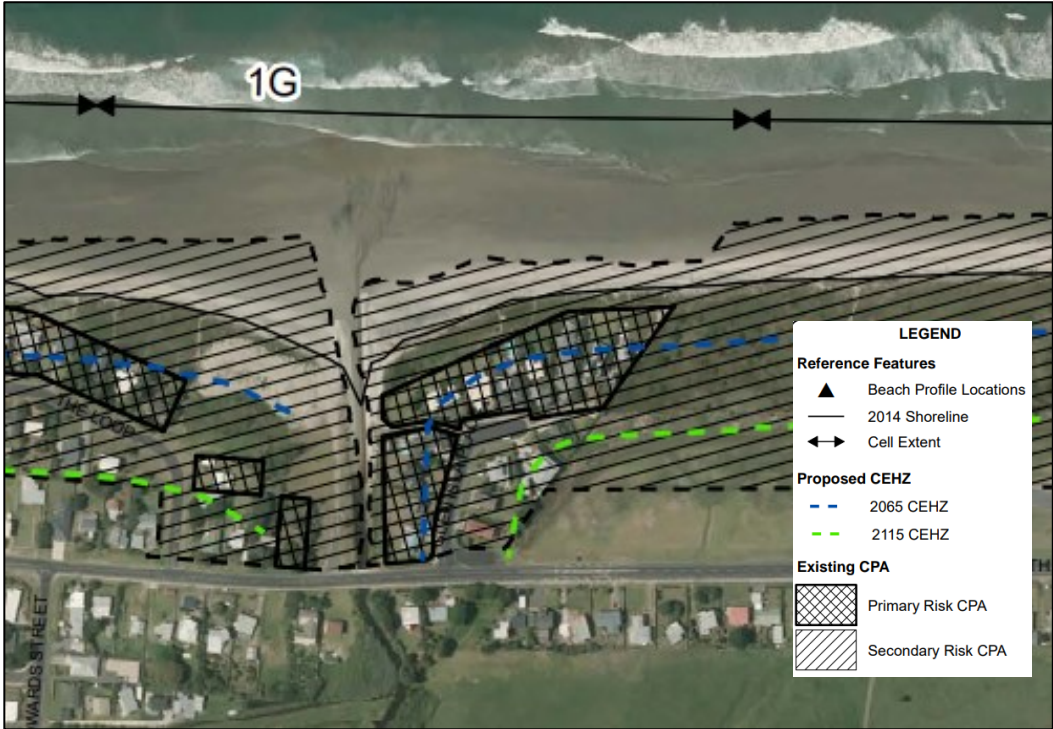 1G
THE LOOP
WARDS STREET
TH
LEGEND
Reference Features
Beach Profile Locations
2014 Shoreline
Cell Extent
Proposed CEHZ
2065 CEHZ
2115 CEHZ
Existing CPA
Primary Risk CPA
Secondary Risk CPA